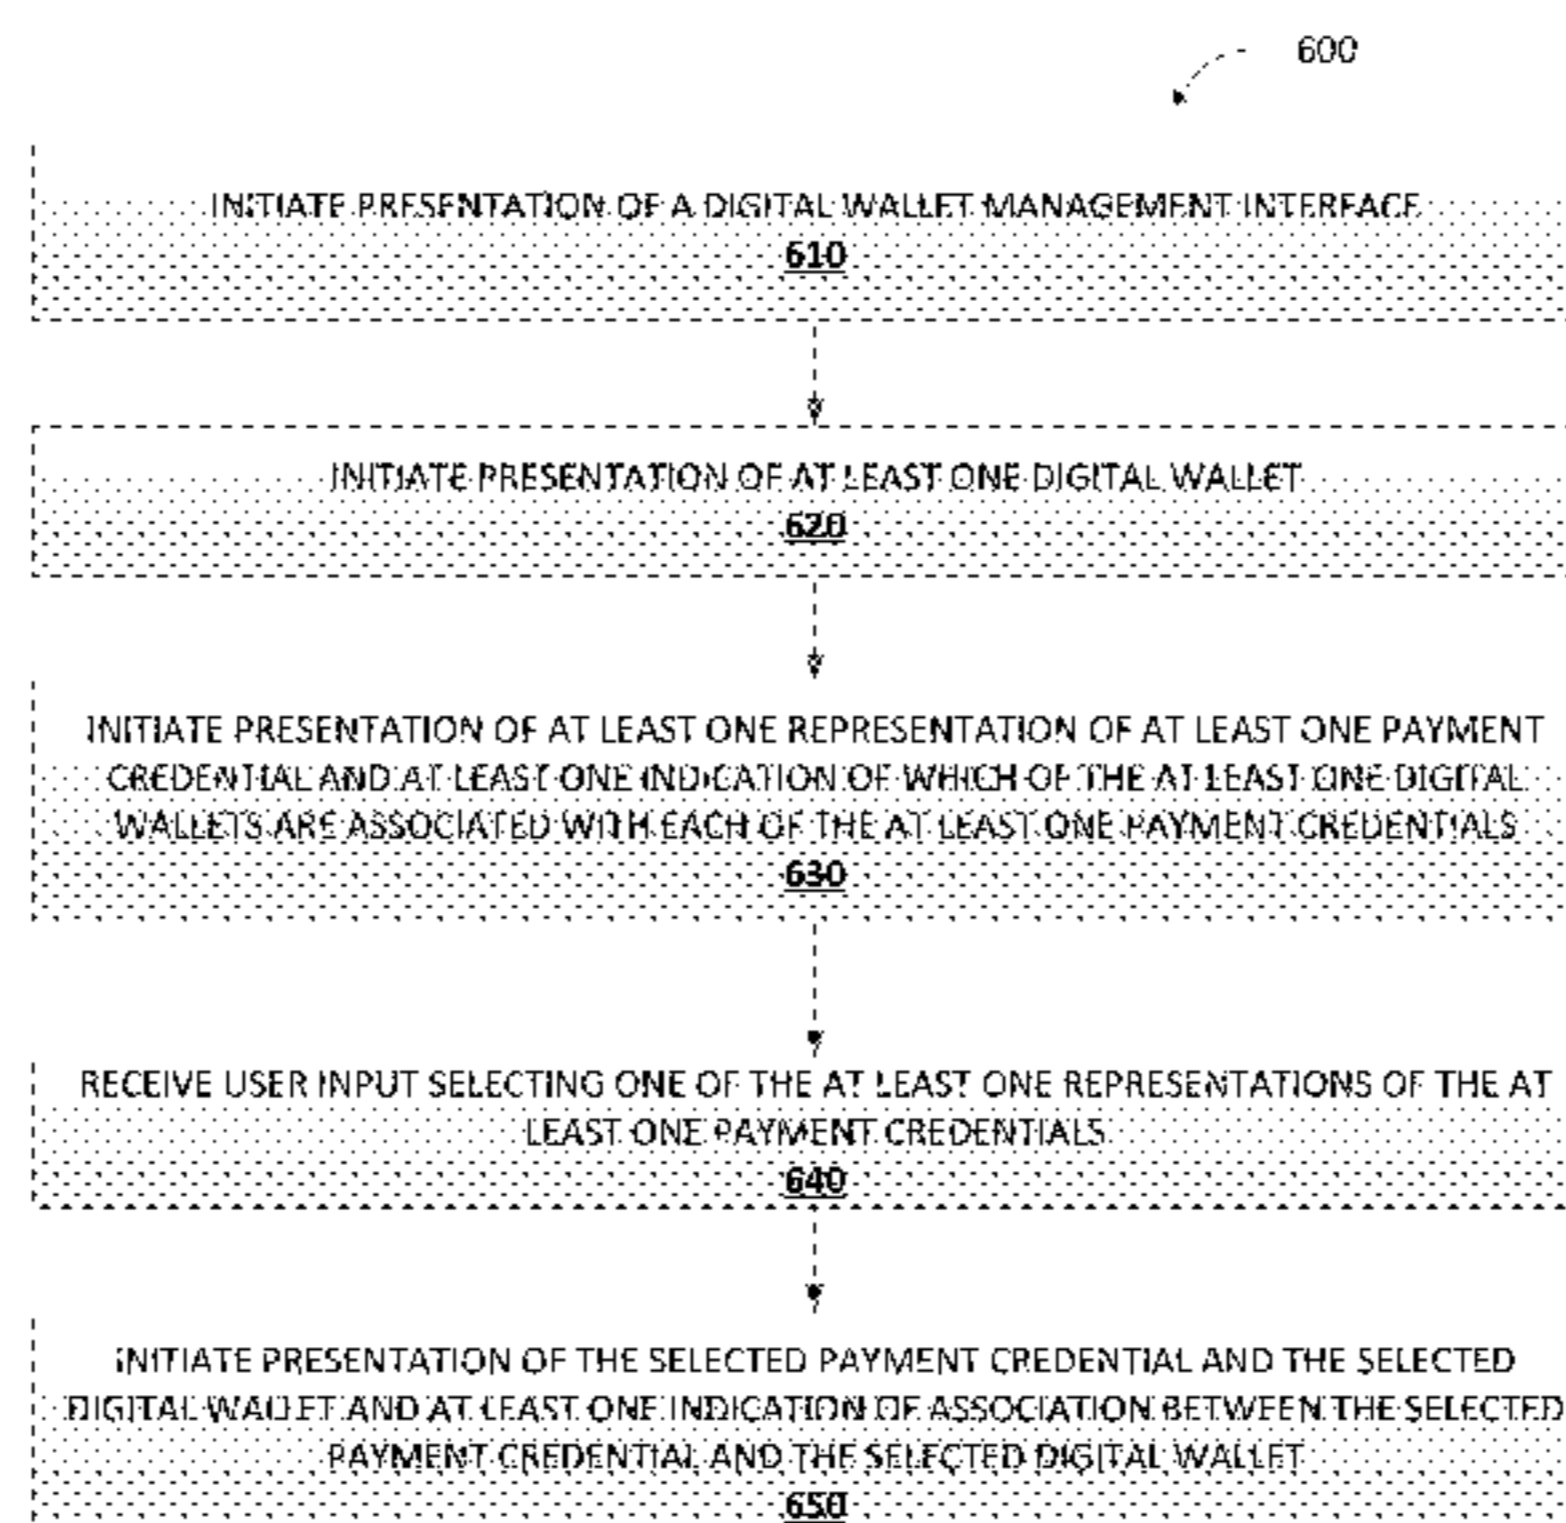 600
INITIATE PRESENTATION OF A DIGITAL WALLET MANAGEMENT INTERFACE
610
INITIATE PRESENTATION OF AT LEAST ONE DIGITAL WALLET
620
INITIATE PRESENTATION OF AT LEAST ONE REPRESENTATION OF AT LEAST ONE PAYMENT
CREDENTIAL AND AT LEAST ONE INDICATION OF WHICH OF THE AT LEAST ONE DIGITAL
WALLETS ARE ASSOCIATED WITH EACH OF THE AT LEAST ONE PAYMENT CREDENTIALS
630
RECEIVE USER INPUT SELECTING ONE OF THE AT LEAST ONE REPRESENTATIONS OF THE AT
LEAST ONE PAYMENT CREDENTIALS
640
INITIATE PRESENTATION OF THE SELECTED PAYMENT CREDENTIAL AND THE SELECTED
DIGITAL WALLET AND AT LEAST ONE INDICATION OF ASSOCIATION BETWEEN THE SELECTED
PAYMENT CREDENTIAL AND THE SELECTED DIGITAL WALLET
650